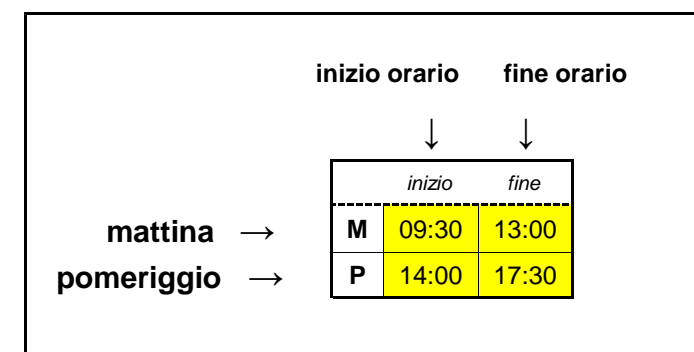 inizio orario fine orario
↓ ↓
inizio fine
mattina → M 09:30 13:00
pomeriggio → P 14:00 17:30